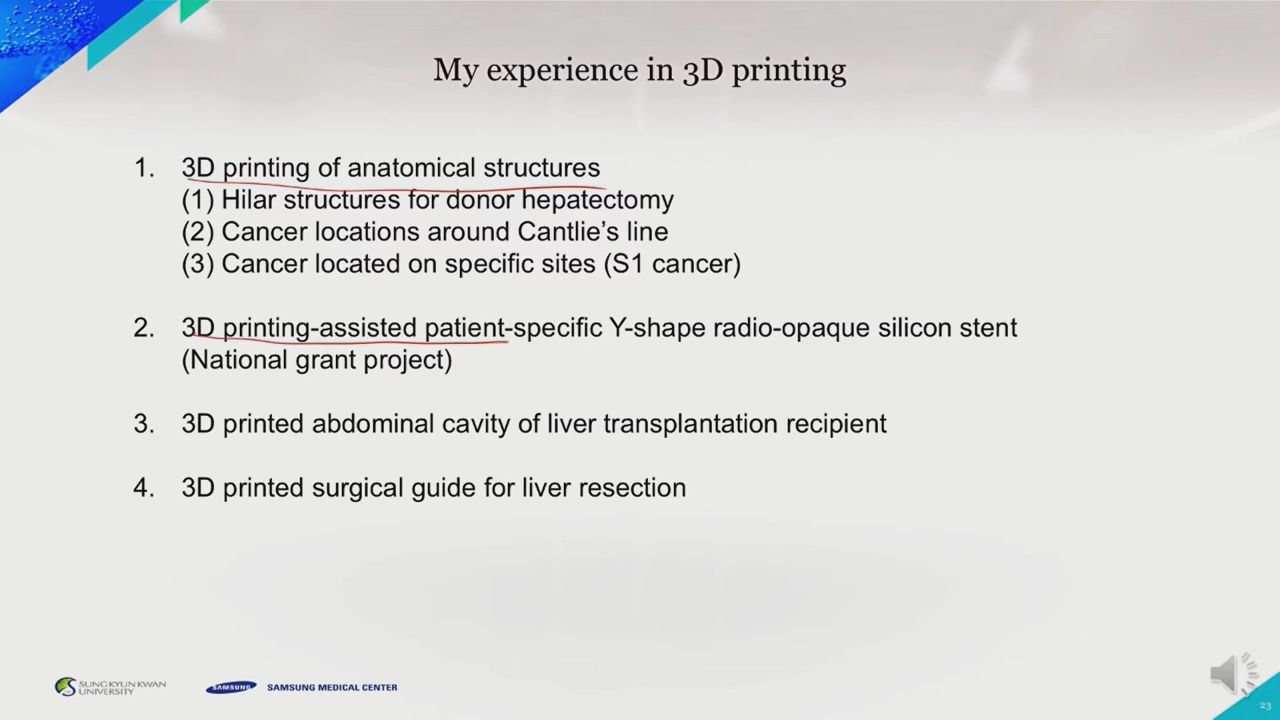 My experience in 3D printing
1. 3D printing of anatomical structures
(1) Hilar structures for donor hepatectomy
(2) Cancer locations around Cantlie’s line
(3) Cancer located on specific sites (S1 cancer)
2. 3D printing-assisted patient-specific Y-shape radio-opaque silicon stent
(National grant project)
3. 3D printed abdominal cavity of liver transplantation recipient
4. 3D printed surgical guide for liver resection
SUNG KYUN KWAN
UNIVERSITY
SAMSUNG
SAMSUNG MEDICAL CENTER
23